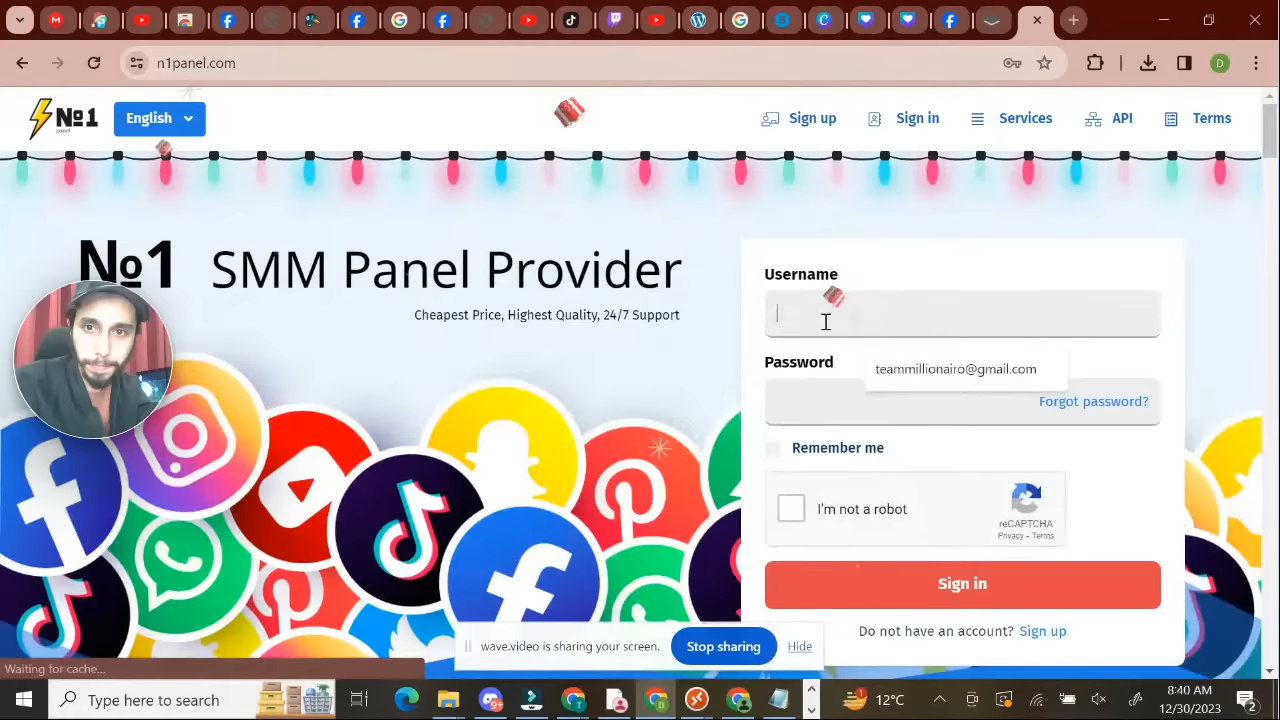 n1panel.com
D
№1
panel
English
Sign up
Sign in
Services
API
Terms
№1 SMM Panel Provider
Cheapest Price, Highest Quality, 24/7 Support
Username
Password
teammillionairo@gmail.com
Forgot password?
Remember me
I'm not a robot
reCAPTCHA
Privacy - Terms
Sign in
Do not have an account? Sign up
wave.video is sharing your screen.
Stop sharing
Hide
Waiting for cache...
Type here to search
9+
12°C
8:40 AM
12/30/2023
2